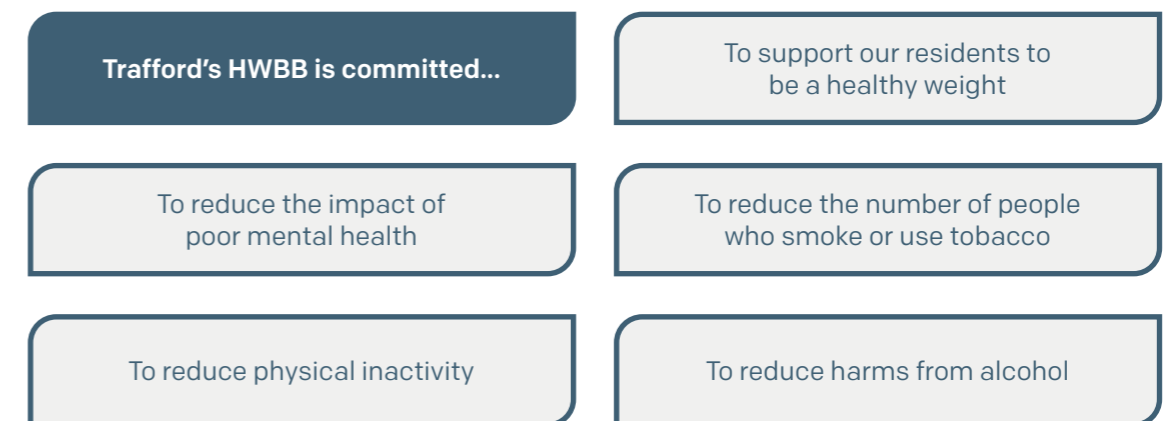 Trafford’s HWBB is committed...
To support our residents to
be a healthy weight
To reduce the impact of
poor mental health
To reduce the number of people
who smoke or use tobacco
To reduce physical inactivity
To reduce harms from alcohol